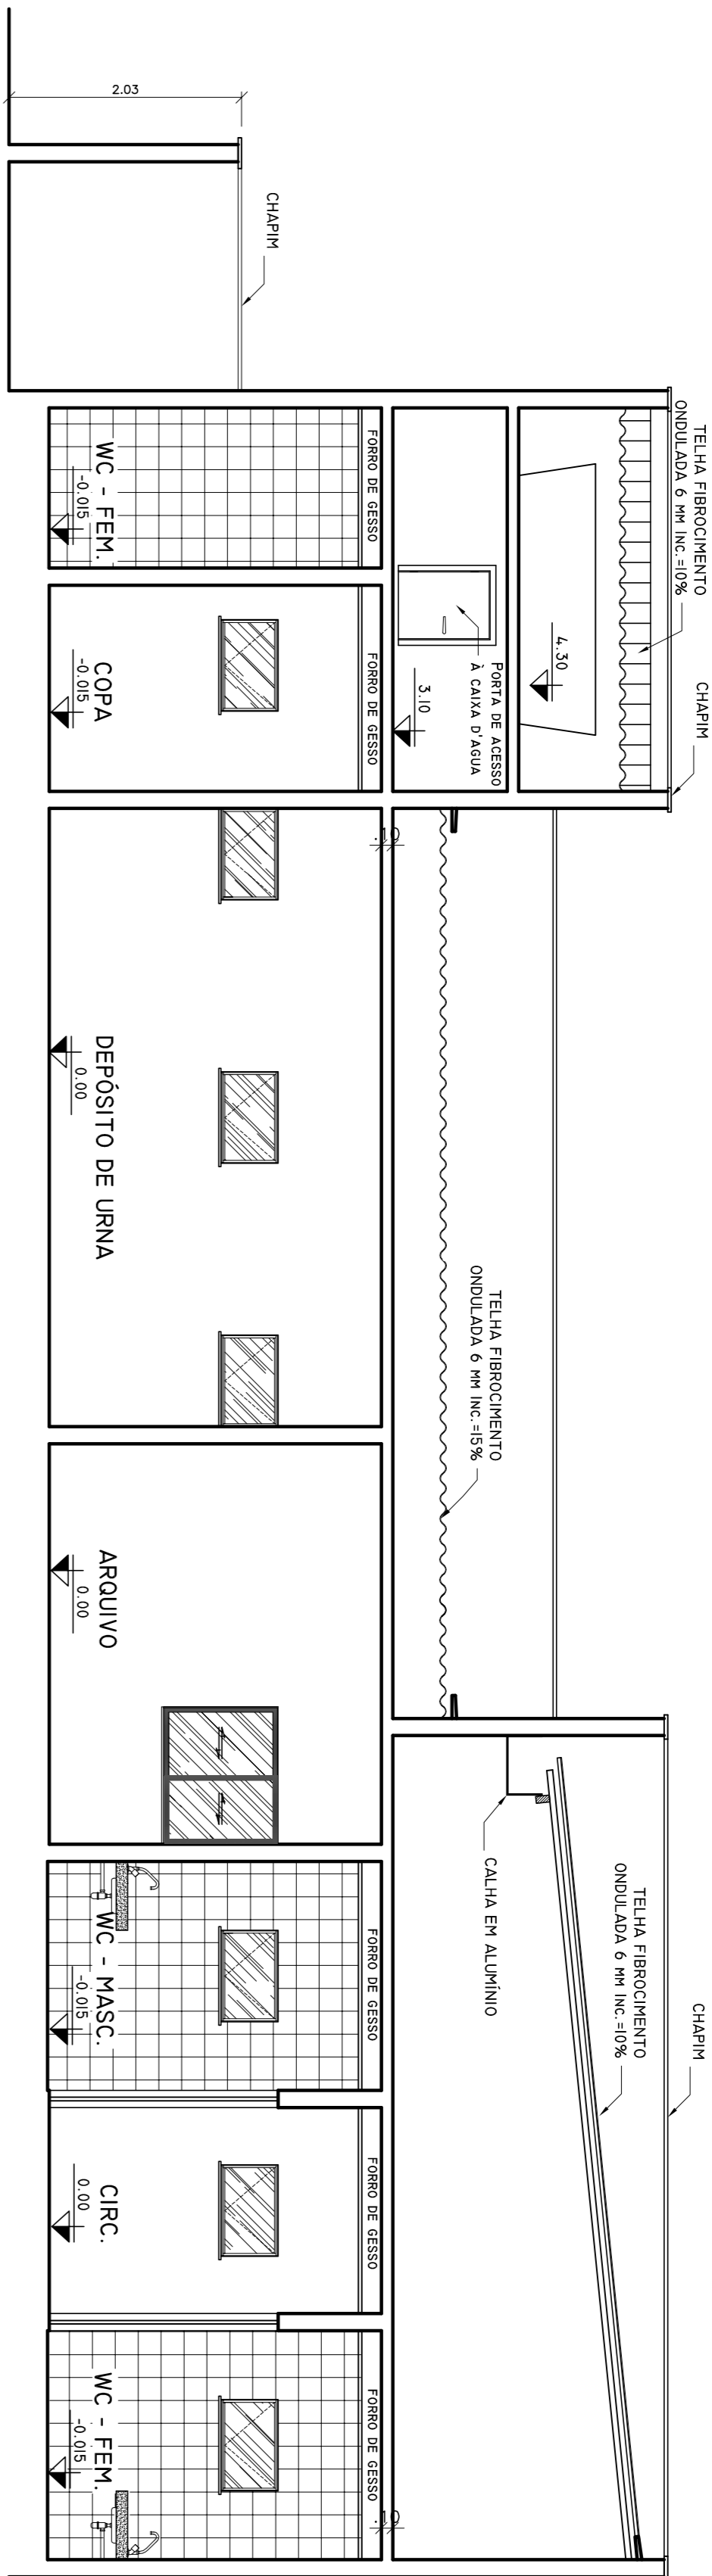 2.03
CHAPIM
TELHA FIBROCIMENTO
ONDULADA 6 MM INC.=10%
CHAPIM
4.30
PORTA DE ACESSO
À CAIXA D'AGUA
3.10
FORRO DE GESSO
WC - FEM.
-0.015
FORRO DE GESSO
COPA
-0.015
.10
DEPÓSITO DE URNA
0.00
TELHA FIBROCIMENTO
ONDULADA 6 MM INC.=15%
ARQUIVO
0.00
CHAPIM
TELHA FIBROCIMENTO
ONDULADA 6 MM INC.=10%
CALHA EM ALUMÍNIO
FORRO DE GESSO
WC - MASC.
-0.015
FORRO DE GESSO
CIRC.
0.00
FORRO DE GESSO
WC - FEM.
-0.015
.10